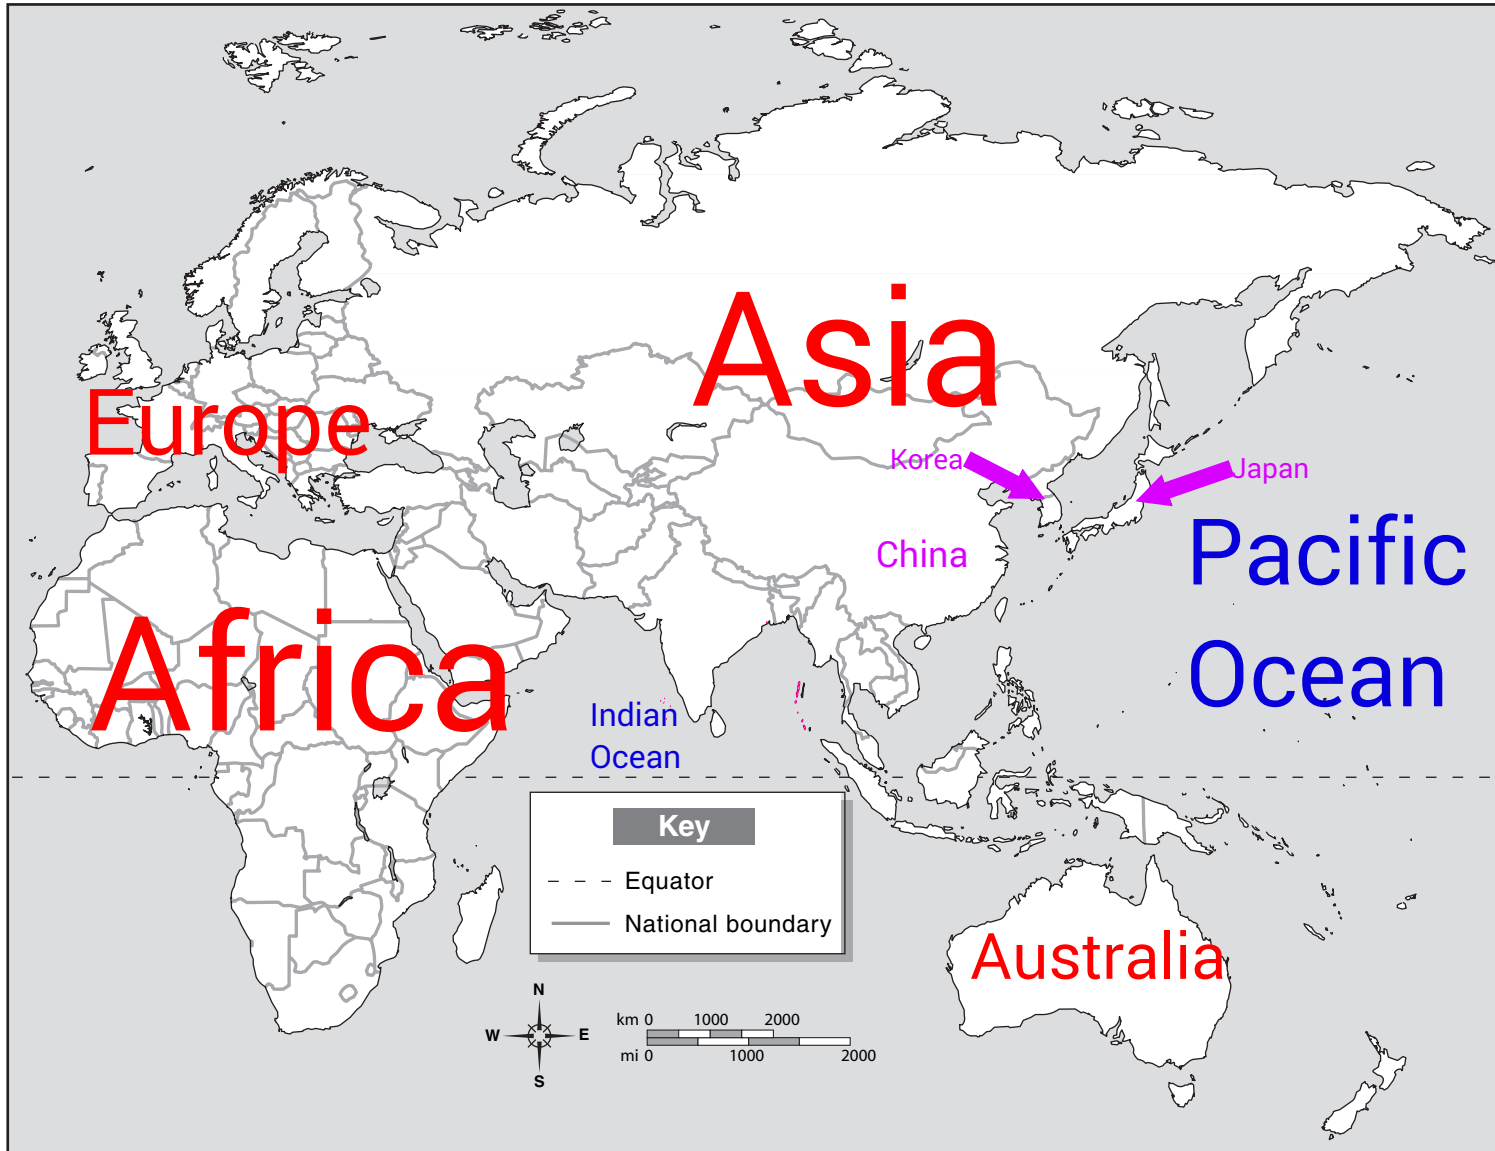 Asia
Europe
Korea
Japan
China
Pacific
Ocean
Africa
Indian
Ocean
Key
Equator
National boundary
Australia
N
W E
S
km 0 1000 2000
mi 0 1000 2000